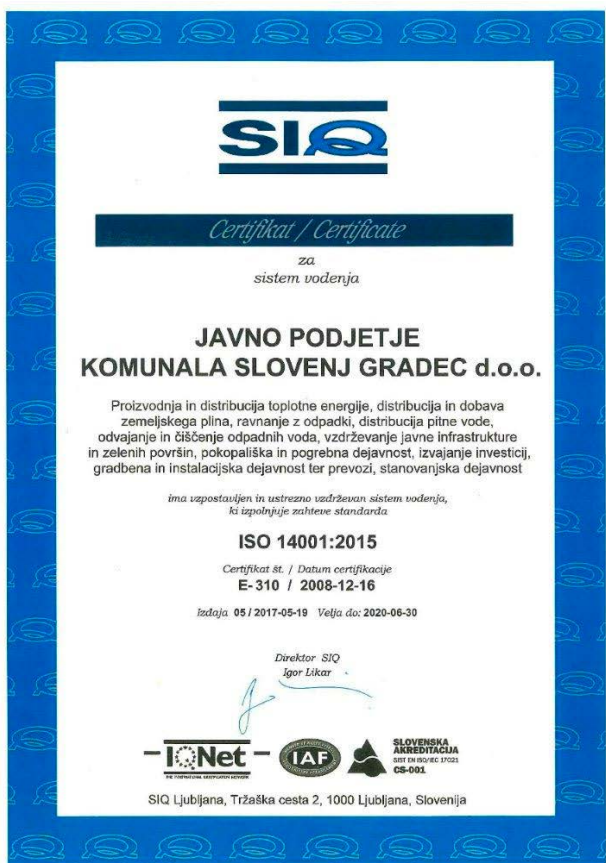 SIQ
Certifikat / Certificate
za
sistem vodenja
JAVNO PODJETJE
KOMUNALA SLOVENJ GRADEC d.o.o.
Proizvodnja in distribucija toplotne energije, distribucija in dobava
zemeljskega plina, ravnanje z odpadki, distribucija pitne vode,
odvajanje in čiščenje odpadnih voda, vzdrževanje javne infrastrukture
in zelenih površin, pokopališka in pogrebna dejavnost, izvajanje investicij,
gradbena in instalacijska dejavnost ter prevozi, stanovanjska dejavnost
ima vzpostavljen in ustrezno vzdrževan sistem vodenja,
ki izpolnjuje zahteve standarda
ISO 14001:2015
Certifikat št. / Datum certifikacije
E- 310 / 2008-12-16
Izdaja 05 / 2017-05-19 Velja do: 2020-06-30
Direktor SIQ
Igor Likar
IQNet
THE INTERNATIONAL CERTIFICATION NETWORK
IAF
SLOVENSKA
AKREDITACIJA
SIST EN ISO/IEC 17021
CS-001
SIQ Ljubljana, Tržaška cesta 2, 1000 Ljubljana, Slovenija